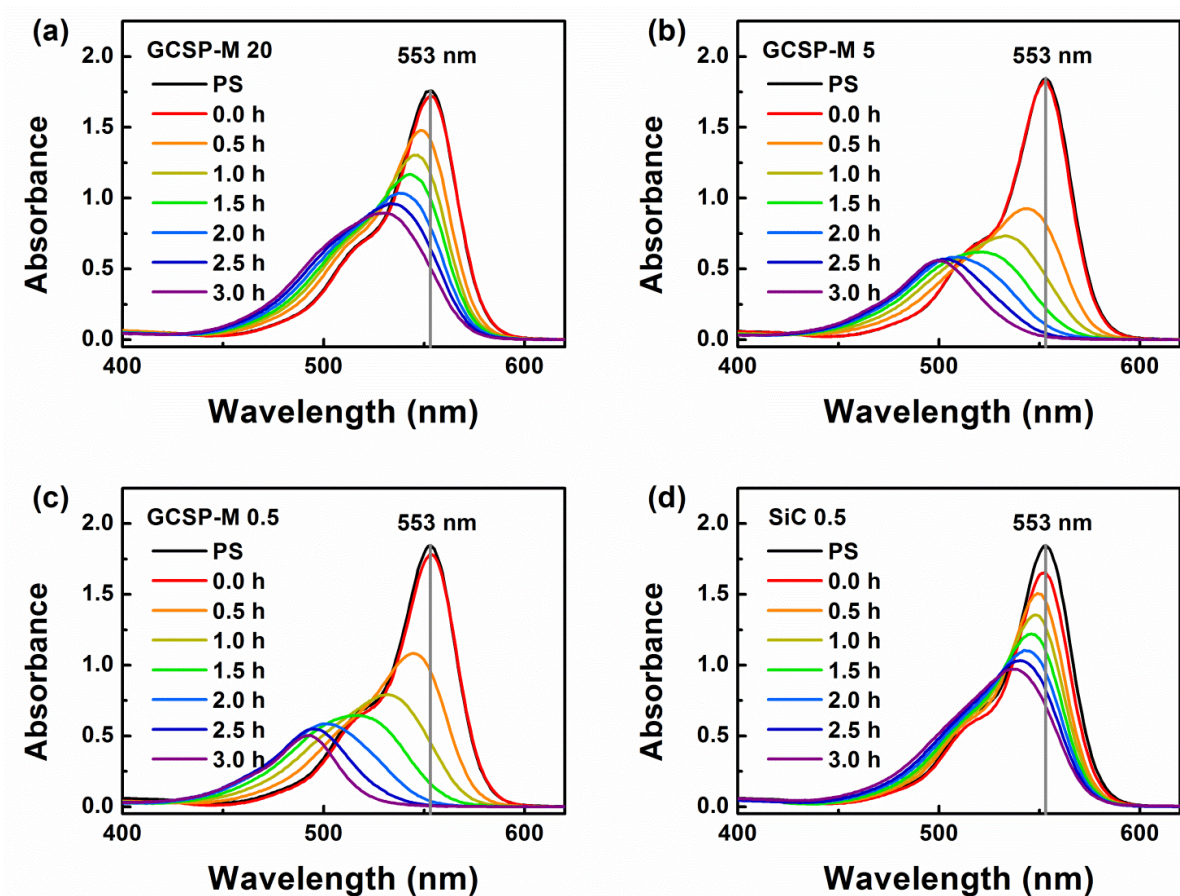 (a)
GCSP-M 20
553 nm
PS
0.0 h
0.5 h
1.0 h
1.5 h
2.0 h
2.5 h
3.0 h
2.0
1.5
1.0
0.5
0.0
400
500
600
Absorbance
Wavelength (nm)
(b)
GCSP-M 5
553 nm
PS
0.0 h
0.5 h
1.0 h
1.5 h
2.0 h
2.5 h
3.0 h
2.0
1.5
1.0
0.5
0.0
400
500
600
Absorbance
Wavelength (nm)
(c)
GCSP-M 0.5
553 nm
PS
0.0 h
0.5 h
1.0 h
1.5 h
2.0 h
2.5 h
3.0 h
2.0
1.5
1.0
0.5
0.0
400
500
600
Absorbance
Wavelength (nm)
(d)
SiC 0.5
553 nm
PS
0.0 h
0.5 h
1.0 h
1.5 h
2.0 h
2.5 h
3.0 h
2.0
1.5
1.0
0.5
0.0
400
500
600
Absorbance
Wavelength (nm)